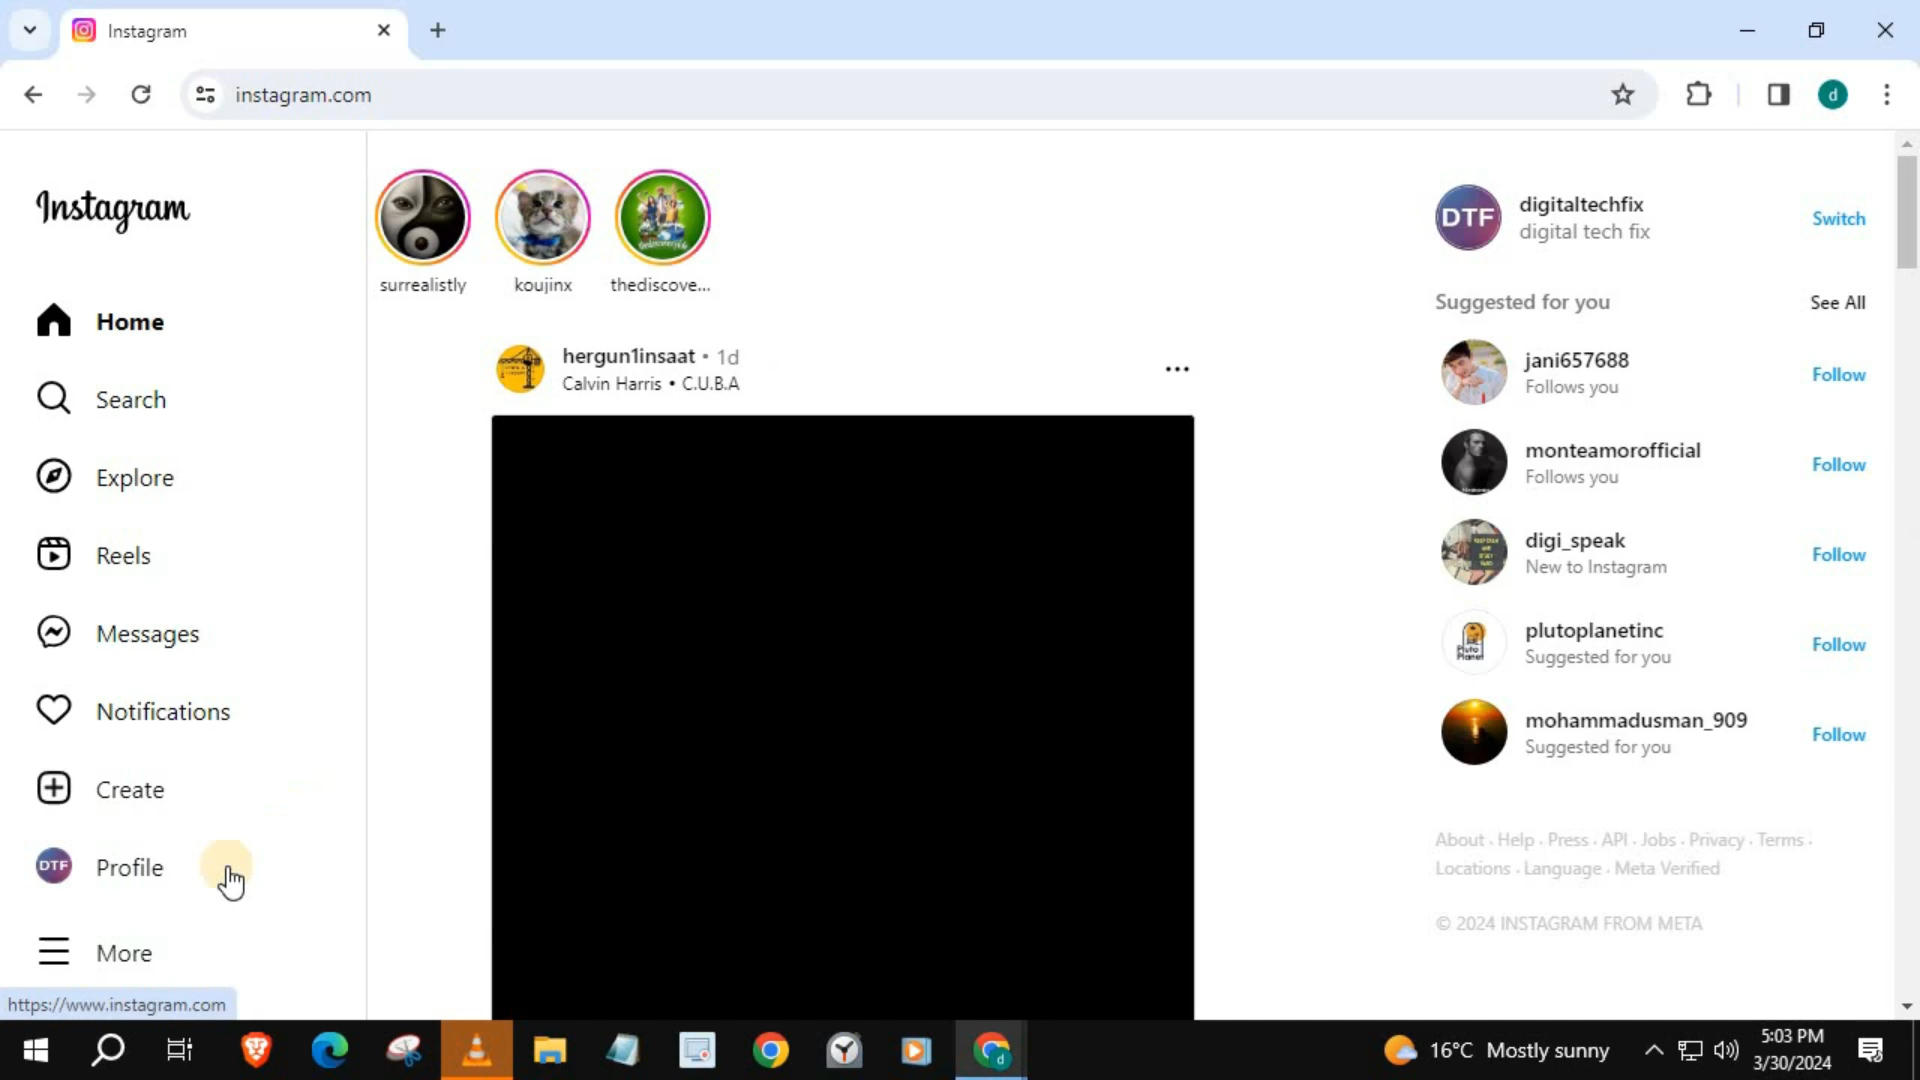 Instagram
instagram.com
d
Instagram
Home
Search
Explore
Reels
Messages
Notifications
Create
DTF Profile
More
https://www.instagram.com
surrealistly
koujinx
thediscove...
hergun1insaat • 1d
Calvin Harris • C.U.B.A
DTF
digitaltechfix
digital tech fix
Switch
Suggested for you
See All
jani657688
Follows you
Follow
monteamorofficial
Follows you
Follow
digi_speak
New to Instagram
Follow
plutoplanetinc
Suggested for you
Follow
Pluto
Planet
mohammadusman_909
Suggested for you
Follow
About · Help · Press · API · Jobs · Privacy · Terms ·
Locations · Language · Meta Verified
© 2024 INSTAGRAM FROM META
d
16°C Mostly sunny
5:03 PM
3/30/2024